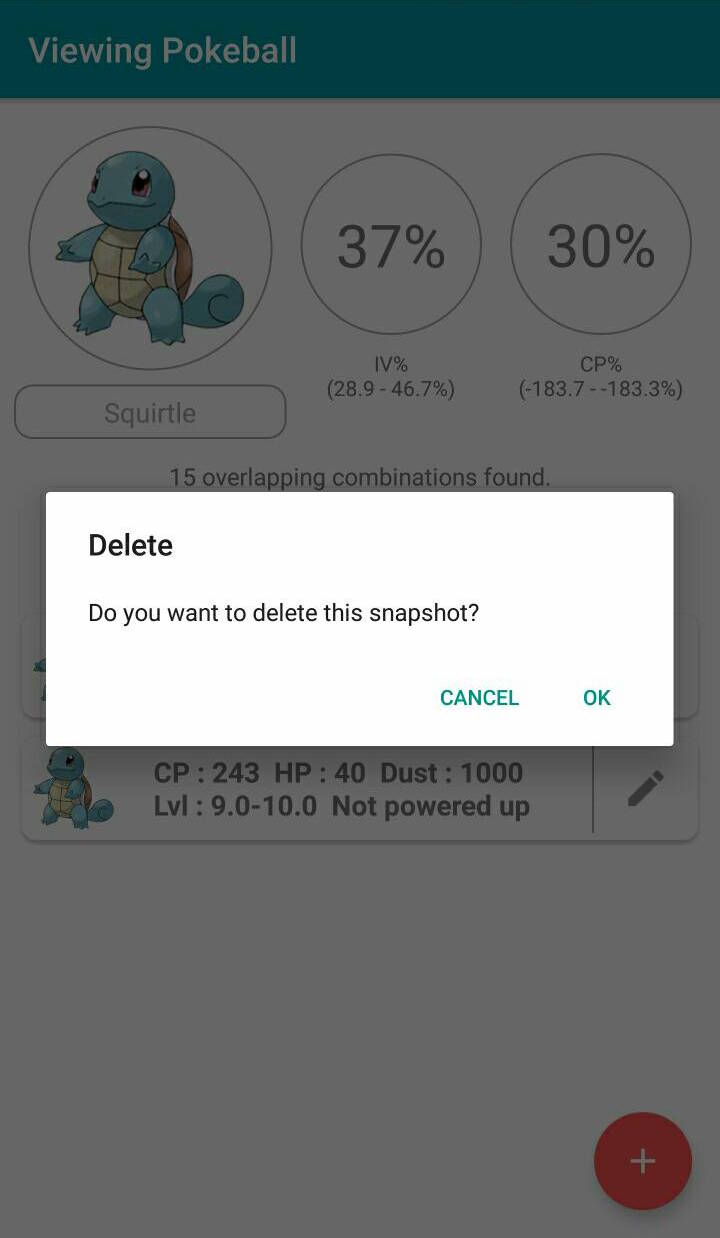 Viewing Pokeball
37%
30%
IV%
(28.9 - 46.7%)
CP%
(-183.7 - -183.3%)
Squirtle
15 overlapping combinations found.
Delete
Do you want to delete this snapshot?
CANCEL OK
CP : 243 HP : 40 Dust : 1000
Lvl : 9.0-10.0 Not powered up